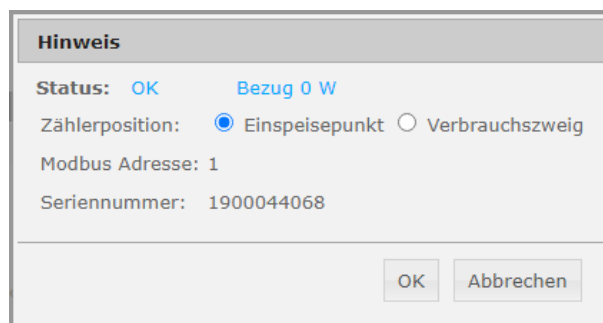 Hinweis
Status: OK Bezug 0 W
Zählerposition: Einspeisepunkt Verbrauchszweig
Modbus Adresse: 1
Seriennummer: 1900044068
OK Abbrechen